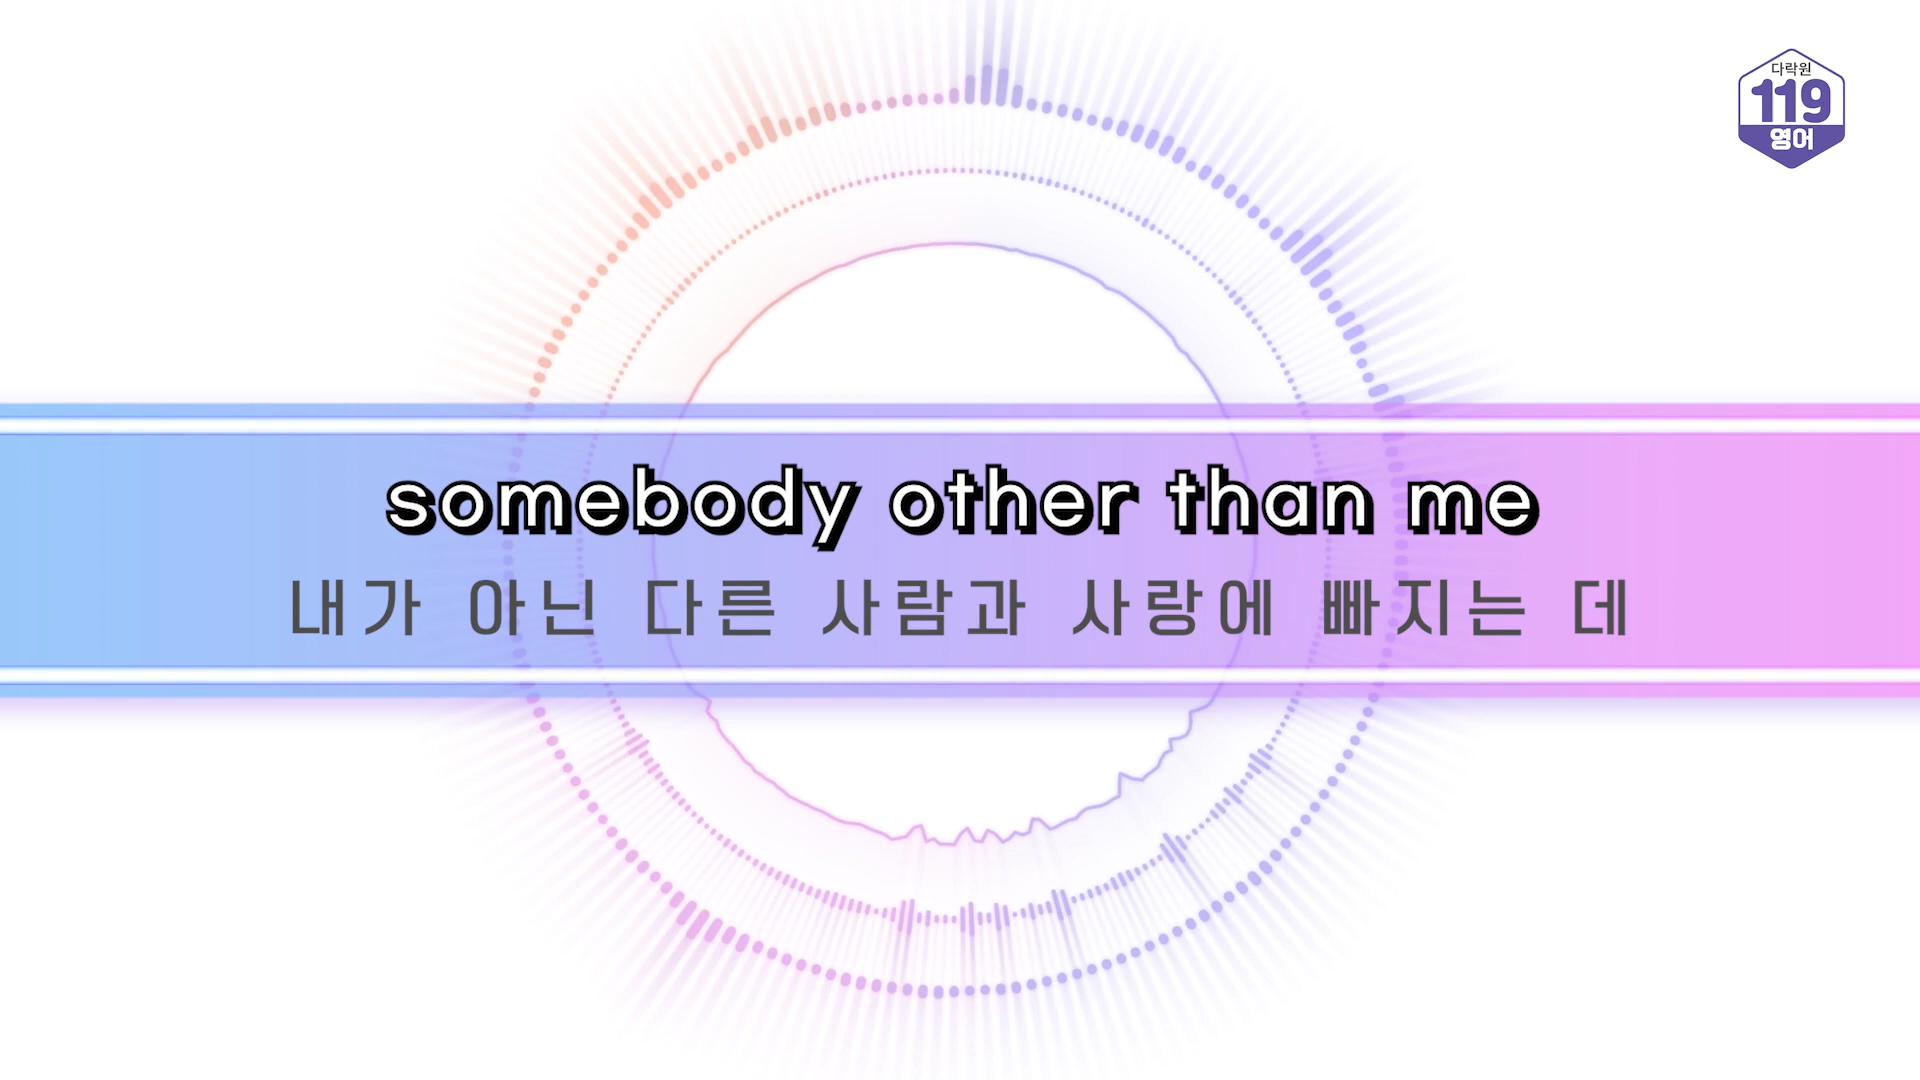 다락원
119
영어
somebody other than me
내가 아닌 다른 사람과 사랑에 빠지는 데